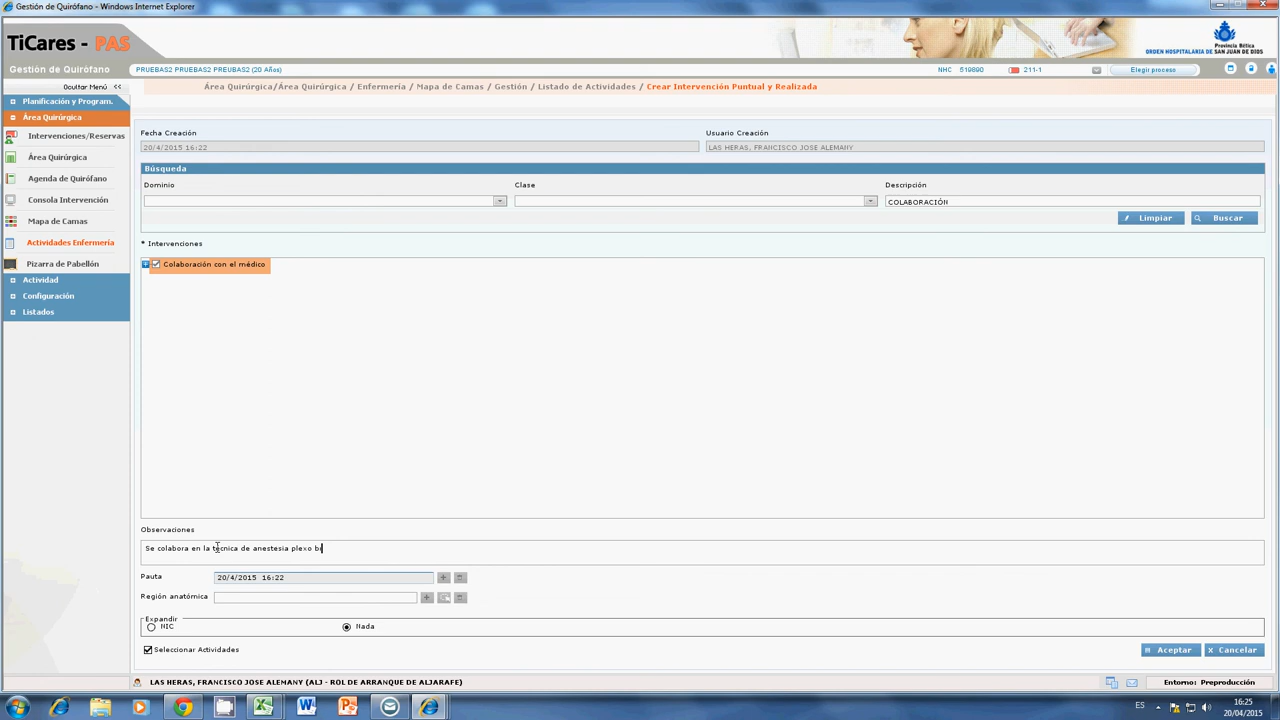 Gestión de Quirófano - Windows Internet Explorer
TiCares - PAS
Provincia Bética
ORDEN HOSPITALARIA DE SAN JUAN DE DIOS
Gestión de Quirófano
PRUEBAS2 PRUEBAS2 PREUBAS2 (20 Años)
NHC 519890
211-1
Elegir proceso
Ocultar Menú <<
Área Quirúrgica/Área Quirúrgica / Enfermería / Mapa de Camas / Gestión / Listado de Actividades / Crear Intervención Puntual y Realizada
Planificación y Program.
Área Quirúrgica
Intervenciones/Reservas
Área Quirúrgica
Agenda de Quirófano
Consola Intervención
Mapa de Camas
Actividades Enfermería
Pizarra de Pabellón
Actividad
Configuración
Listados
Fecha Creación
Usuario Creación
20/4/2015 16:22
LAS HERAS, FRANCISCO JOSE ALEMANY
Búsqueda
Dominio
Clase
Descripción
COLABORACIÓN
Limpiar
Buscar
* Intervenciones
Colaboración con el médico
Observaciones
Se colabora en la técnica de anestesia plexo br
Pauta
20/4/2015 16:22
Región anatómica
Expandir
NIC
Nada
Seleccionar Actividades
Aceptar
x Cancelar
LAS HERAS, FRANCISCO JOSE ALEMANY (ALJ - ROL DE ARRANQUE DE ALJARAFE)
Entorno: Preproducción
ES
16:25
20/04/2015